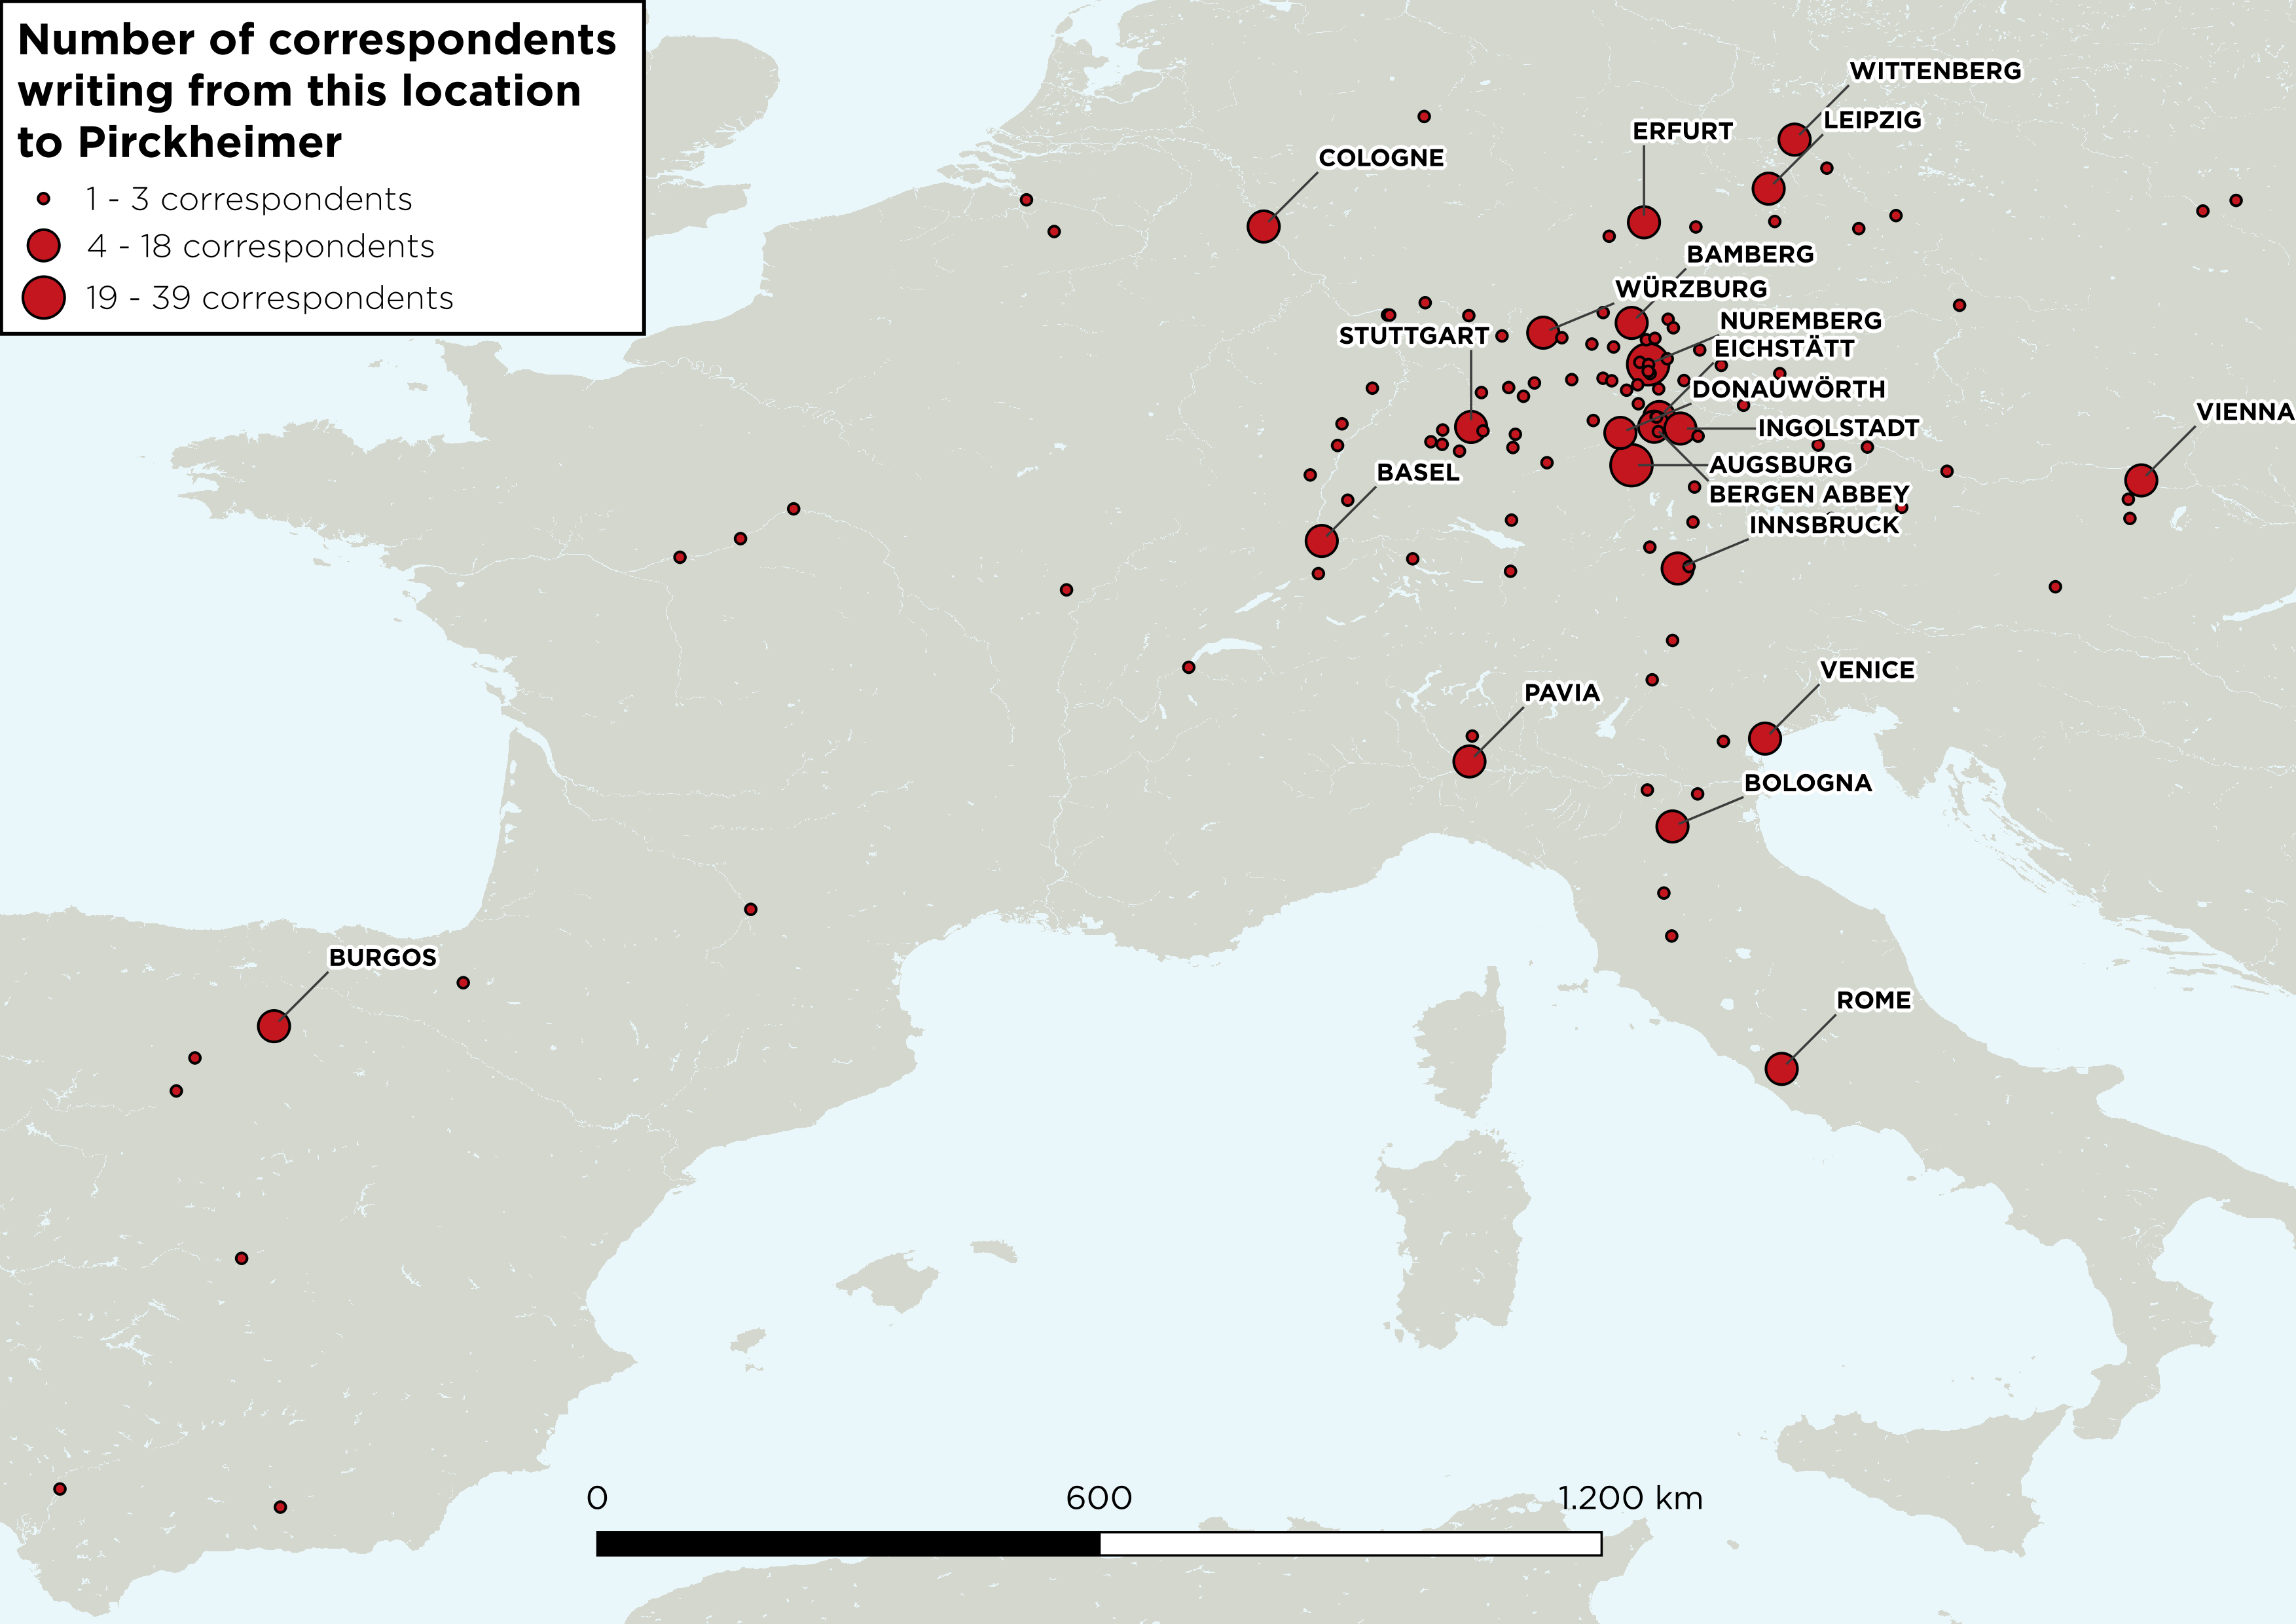 Number of correspondents
writing from this location
to Pirckheimer
1 - 3 correspondents
4 - 18 correspondents
19 - 39 correspondents
WITTENBERG
LEIPZIG
ERFURT
COLOGNE
BAMBERG
WÜRZBURG
NUREMBERG
STUTTGART
EICHSTÄTT
DONAUWÖRTH
VIENNA
INGOLSTADT
AUGSBURG
BASEL
BERGEN ABBEY
INNSBRUCK
VENICE
PAVIA
BOLOGNA
BURGOS
ROME
0 600 1.200 km